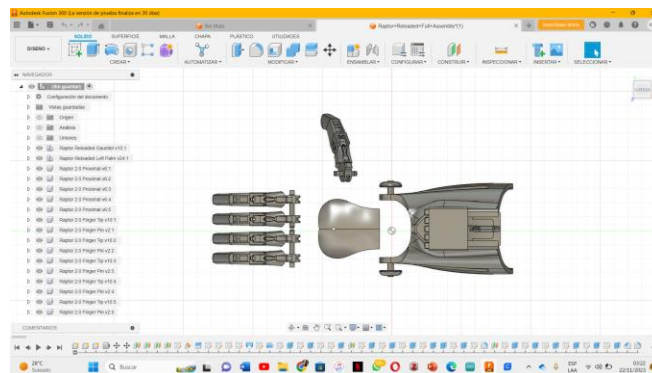 Autodesk Fusion 360 (La versión de prueba finaliza en 30 días)
Sin título
Raptor+Reloaded+Full+Assembly*(1)
DISEÑO
SÓLIDO SUPERFICIE MALLA CHAPA PLÁSTICO UTILIDADES
CREAR AUTOMATIZAR MODIFICAR ENSAMBLAR CONFIGURAR CONSTRUIR INSPECCIONAR INSERTAR SELECCIONAR
NAVEGADOR
(Sin guardar)
Configuración del documento
Vistas guardadas
Origen
Análisis
Uniones
Raptor Reloaded Gauntlet v12:1
Raptor Reloaded Left Palm v24:1
Raptor 2.0 Proximal v6:1
Raptor 2.0 Proximal v6:2
Raptor 2.0 Proximal v6:3
Raptor 2.0 Proximal v6:4
Raptor 2.0 Proximal v6:5
Raptor 2.0 Finger Tip v10:1
Raptor 2.0 Finger Pin v2:1
Raptor 2.0 Finger Tip v10:2
Raptor 2.0 Finger Pin v2:2
Raptor 2.0 Finger Tip v10:3
Raptor 2.0 Finger Pin v2:3
Raptor 2.0 Finger Tip v10:4
Raptor 2.0 Finger Pin v2:4
Raptor 2.0 Finger Tip v10:5
Raptor 2.0 Finger Pin v2:5
COMENTARIOS
28°C
Soleado
Buscar
ESP
LAA
03:22
22/11/2023